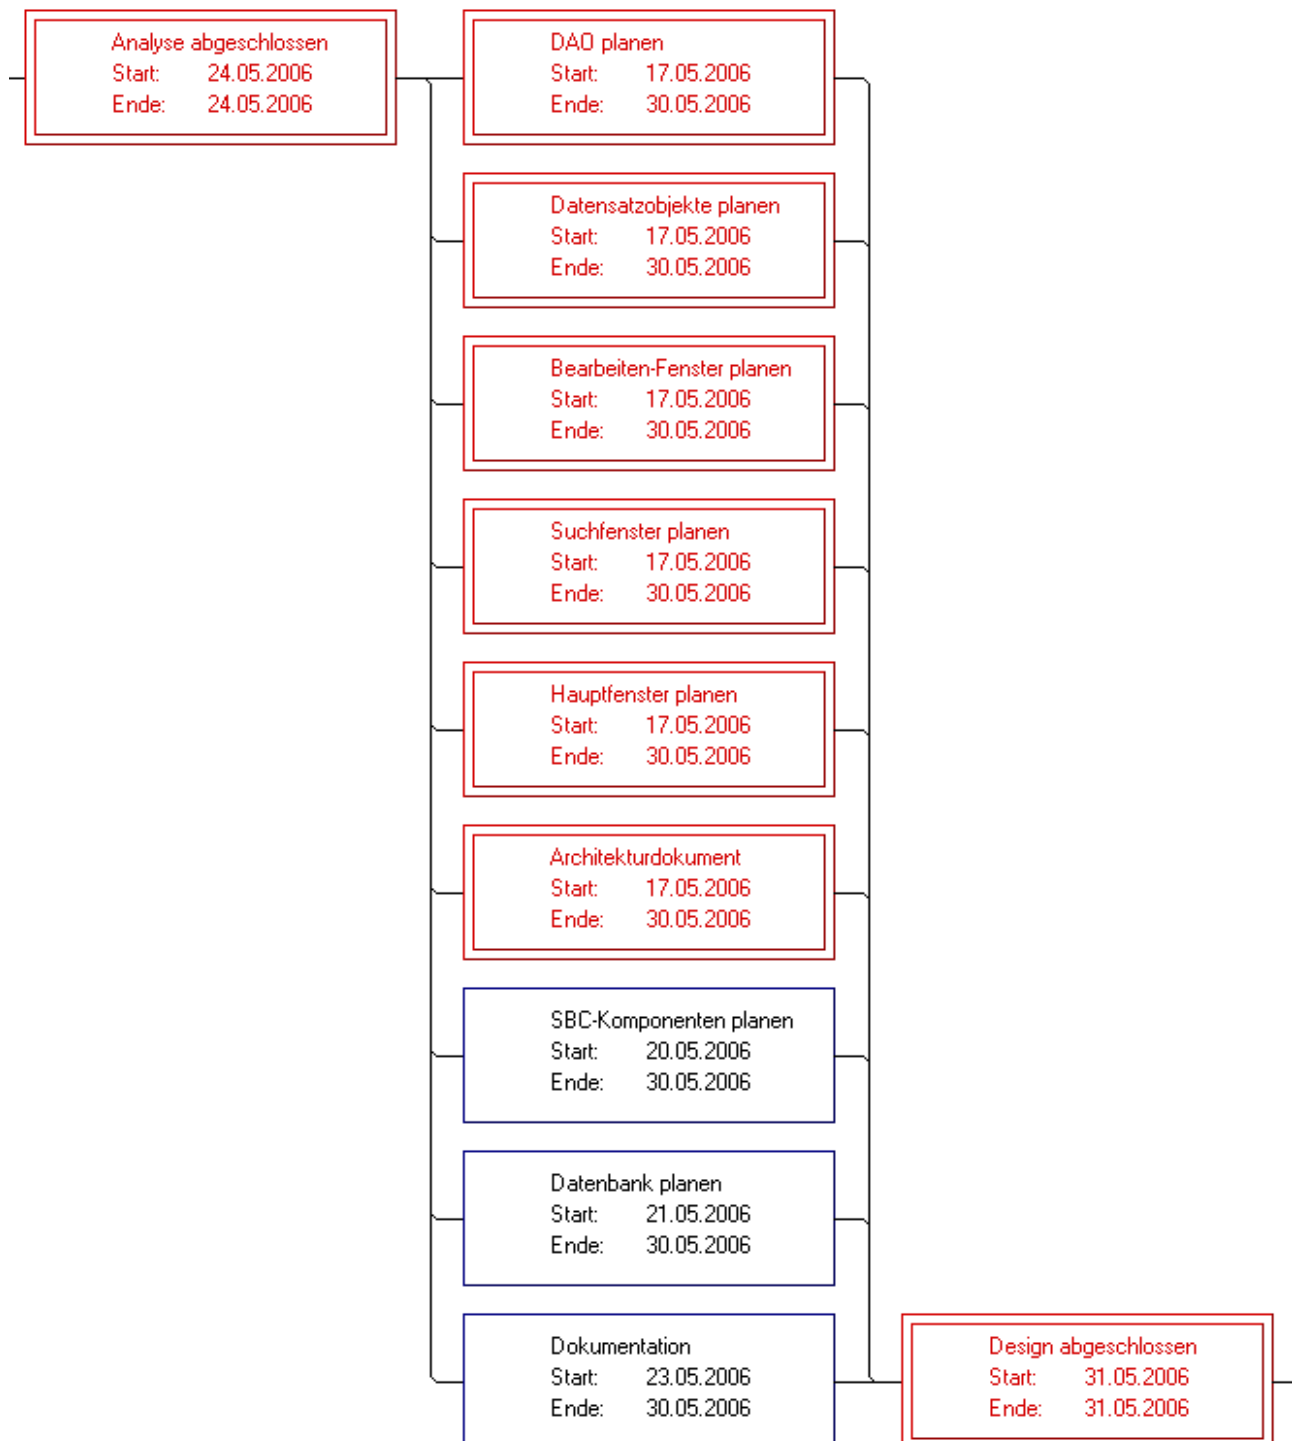 Analyse abgeschlossen
Start: 24.05.2006
Ende: 24.05.2006
DAO planen
Start: 17.05.2006
Ende: 30.05.2006
Datensatzobjekte planen
Start: 17.05.2006
Ende: 30.05.2006
Bearbeiten-Fenster planen
Start: 17.05.2006
Ende: 30.05.2006
Suchfenster planen
Start: 17.05.2006
Ende: 30.05.2006
Hauptfenster planen
Start: 17.05.2006
Ende: 30.05.2006
Architekturdokument
Start: 17.05.2006
Ende: 30.05.2006
SBC-Komponenten planen
Start: 20.05.2006
Ende: 30.05.2006
Datenbank planen
Start: 21.05.2006
Ende: 30.05.2006
Dokumentation
Start: 23.05.2006
Ende: 30.05.2006
Design abgeschlossen
Start: 31.05.2006
Ende: 31.05.2006